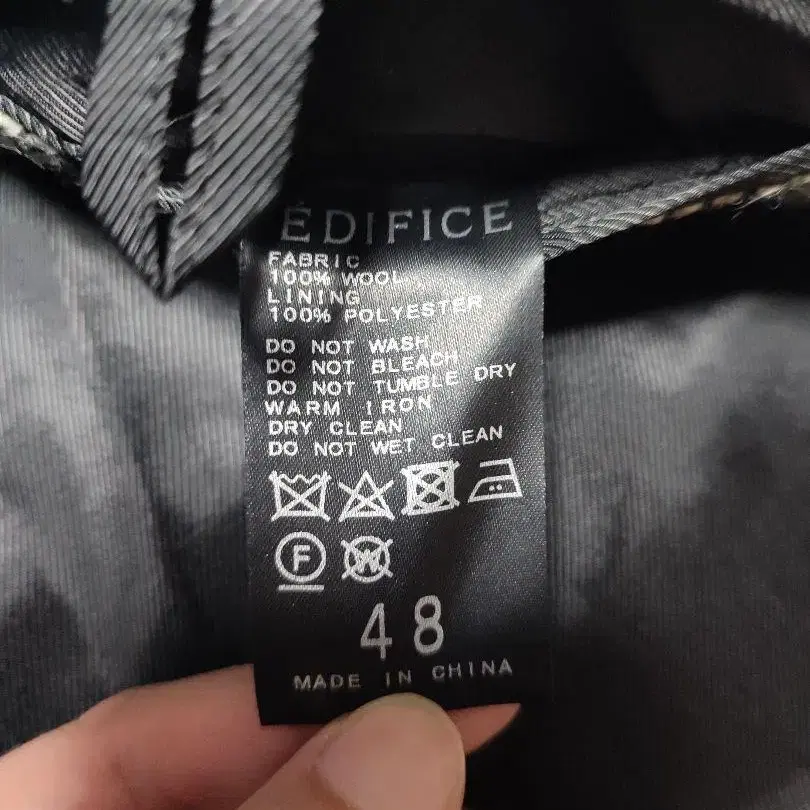 ÉDIFICE
FABRIC
100% WOOL
LINING
100% POLYESTER
DO NOT WASH
DO NOT BLEACH
DO NOT TUMBLE DRY
WARM IRON
DRY CLEAN
DO NOT WET CLEAN
F W
48
MADE IN CHINA